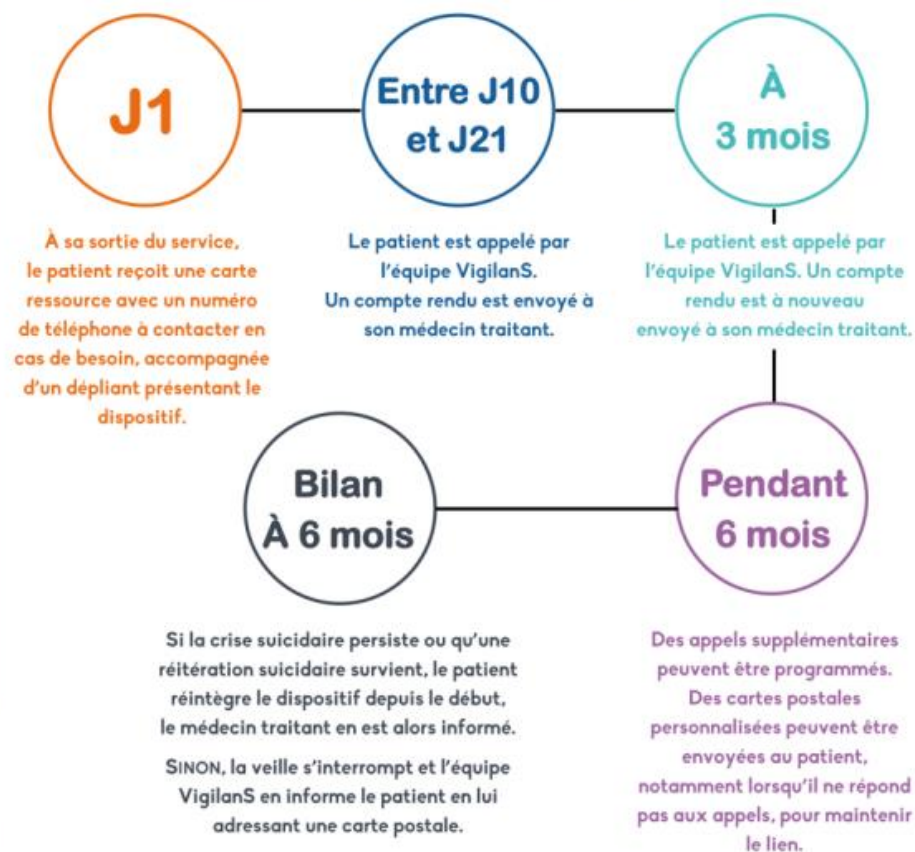 J1
À sa sortie du service,
le patient reçoit une carte
ressource avec un numéro
de téléphone à contacter en
cas de besoin, accompagnée
d'un dépliant présentant le
dispositif.
Entre J10
et J21
Le patient est appelé par
l'équipe VigilanS.
Un compte rendu est envoyé à
son médecin traitant.
À
3 mois
Le patient est appelé par
l'équipe VigilanS. Un compte
rendu est à nouveau
envoyé à son médecin traitant.
Pendant
6 mois
Des appels supplémentaires
peuvent être programmés.
Des cartes postales
personnalisées peuvent être
envoyées au patient,
notamment lorsqu'il ne répond
pas aux appels, pour maintenir
le lien.
Bilan
À 6 mois
Si la crise suicidaire persiste ou qu'une
réitération suicidaire survient, le patient
réintègre le dispositif depuis le début,
le médecin traitant en est alors informé.
SINON, la veille s'interrompt et l'équipe
VigilanS en informe le patient en lui
adressant une carte postale.